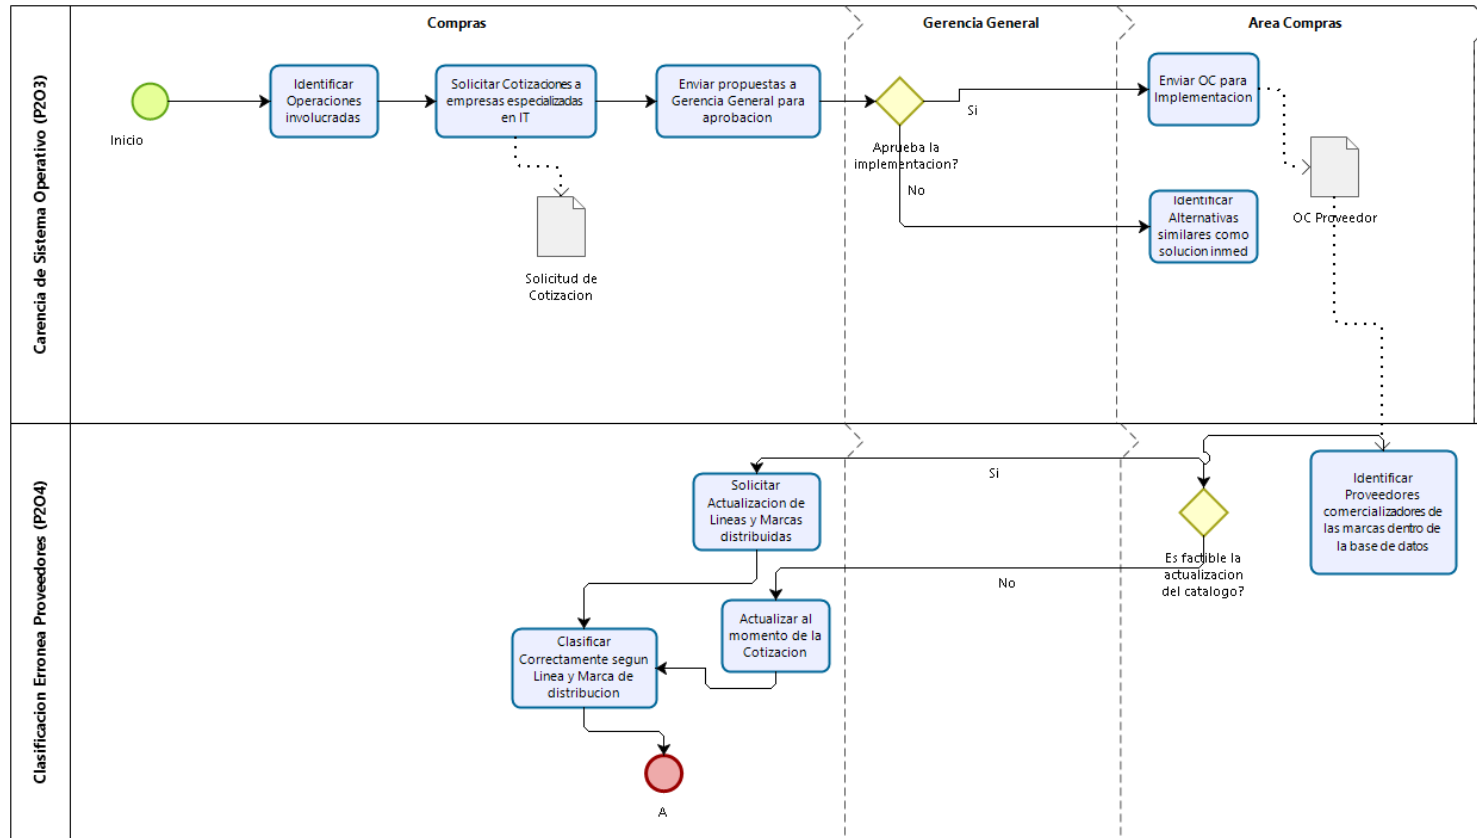 Compras
Gerencia General
Area Compras
Carencia de Sistema Operativo (P2O3)
Inicio
Identificar
Operaciones
involucradas
Solicitar Cotizaciones a
empresas especializadas
en IT
Enviar propuestas a
Gerencia General para
aprobacion
Aprueba la
implementacion?
Si
No
Enviar OC para
Implementacion
Identificar
Alternativas
similares como
solucion inmed
OC Proveedor
Solicitud de
Cotizacion
Clasificacion Erronea Proveedores (P2O4)
Solicitar
Actualizacion de
Lineas y Marcas
distribuidas
Si
Identificar
Proveedores
comercializadores de
las marcas dentro de
la base de datos
Es factible la
actualizacion
del catalogo?
No
Actualizar al
momento de la
Cotizacion
Clasificar
Correctamente segun
Linea y Marca de
distribucion
A